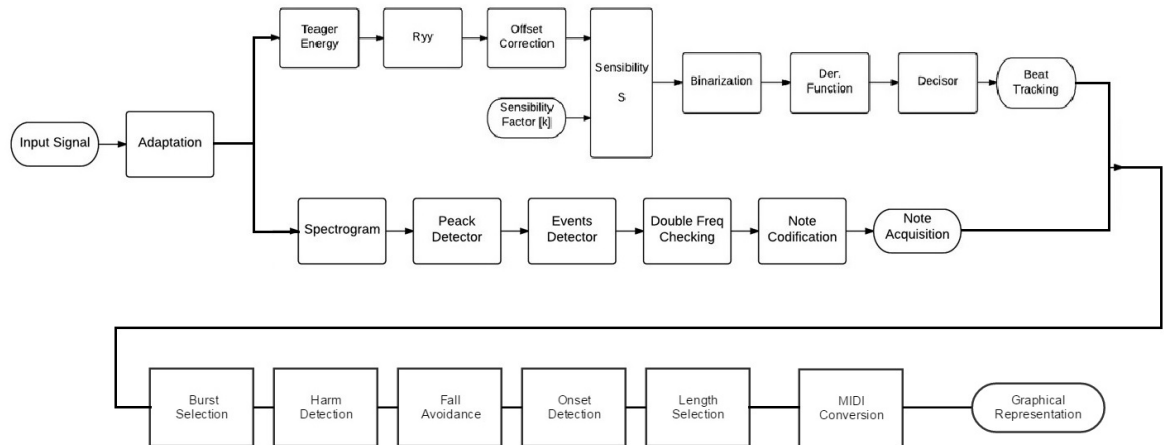 Teager
Energy
Ryy
Offset
Correction
Sensibility
S
Sensibility
Factor [k]
Binarization
Der.
Function
Decisor
Beat
Tracking
Input Signal
Adaptation
Spectrogram
Peack
Detector
Events
Detector
Double Freq
Checking
Note
Codification
Note
Acquisition
Burst
Selection
Harm
Detection
Fall
Avoidance
Onset
Detection
Length
Selection
MIDI
Conversion
Graphical
Representation